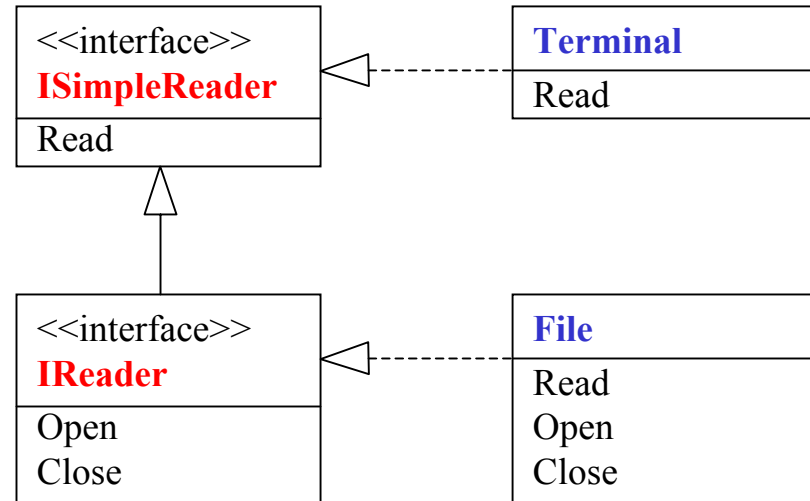 <<interface>>
ISimpleReader
Read
Terminal
Read
<<interface>>
IReader
Open
Close
File
Read
Open
Close